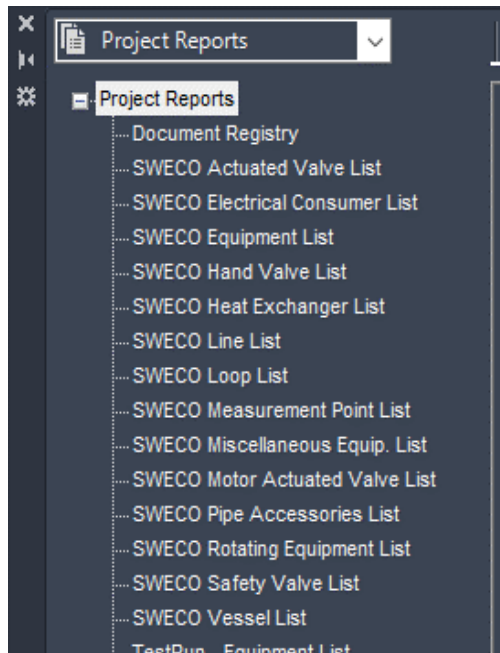 Project Reports
Project Reports
Document Registry
SWECO Actuated Valve List
SWECO Electrical Consumer List
SWECO Equipment List
SWECO Hand Valve List
SWECO Heat Exchanger List
SWECO Line List
SWECO Loop List
SWECO Measurement Point List
SWECO Miscellaneous Equip. List
SWECO Motor Actuated Valve List
SWECO Pipe Accessories List
SWECO Rotating Equipment List
SWECO Safety Valve List
SWECO Vessel List
TestRun - Equipment List